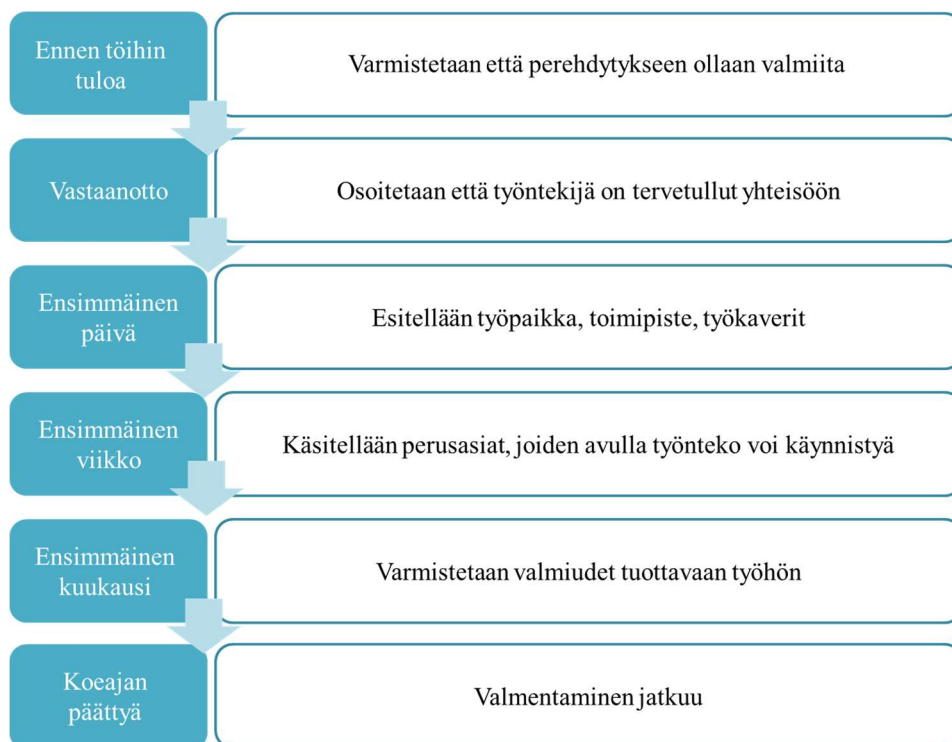 Ennen töihin
tuloa
Varmistetaan että perehdytykseen ollaan valmiita
Vastaanotto
Osoitetaan että työntekijä on tervetullut yhteisöön
Ensimmäinen
päivä
Esitellään työpaikka, toimipiste, työkaverit
Ensimmäinen
viikko
Käsitellään perusasiat, joiden avulla työnteko voi käynnistyä
Ensimmäinen
kuukausi
Varmistetaan valmiudet tuottavaan työhön
Koeajan
päättyä
Valmentaminen jatkuu